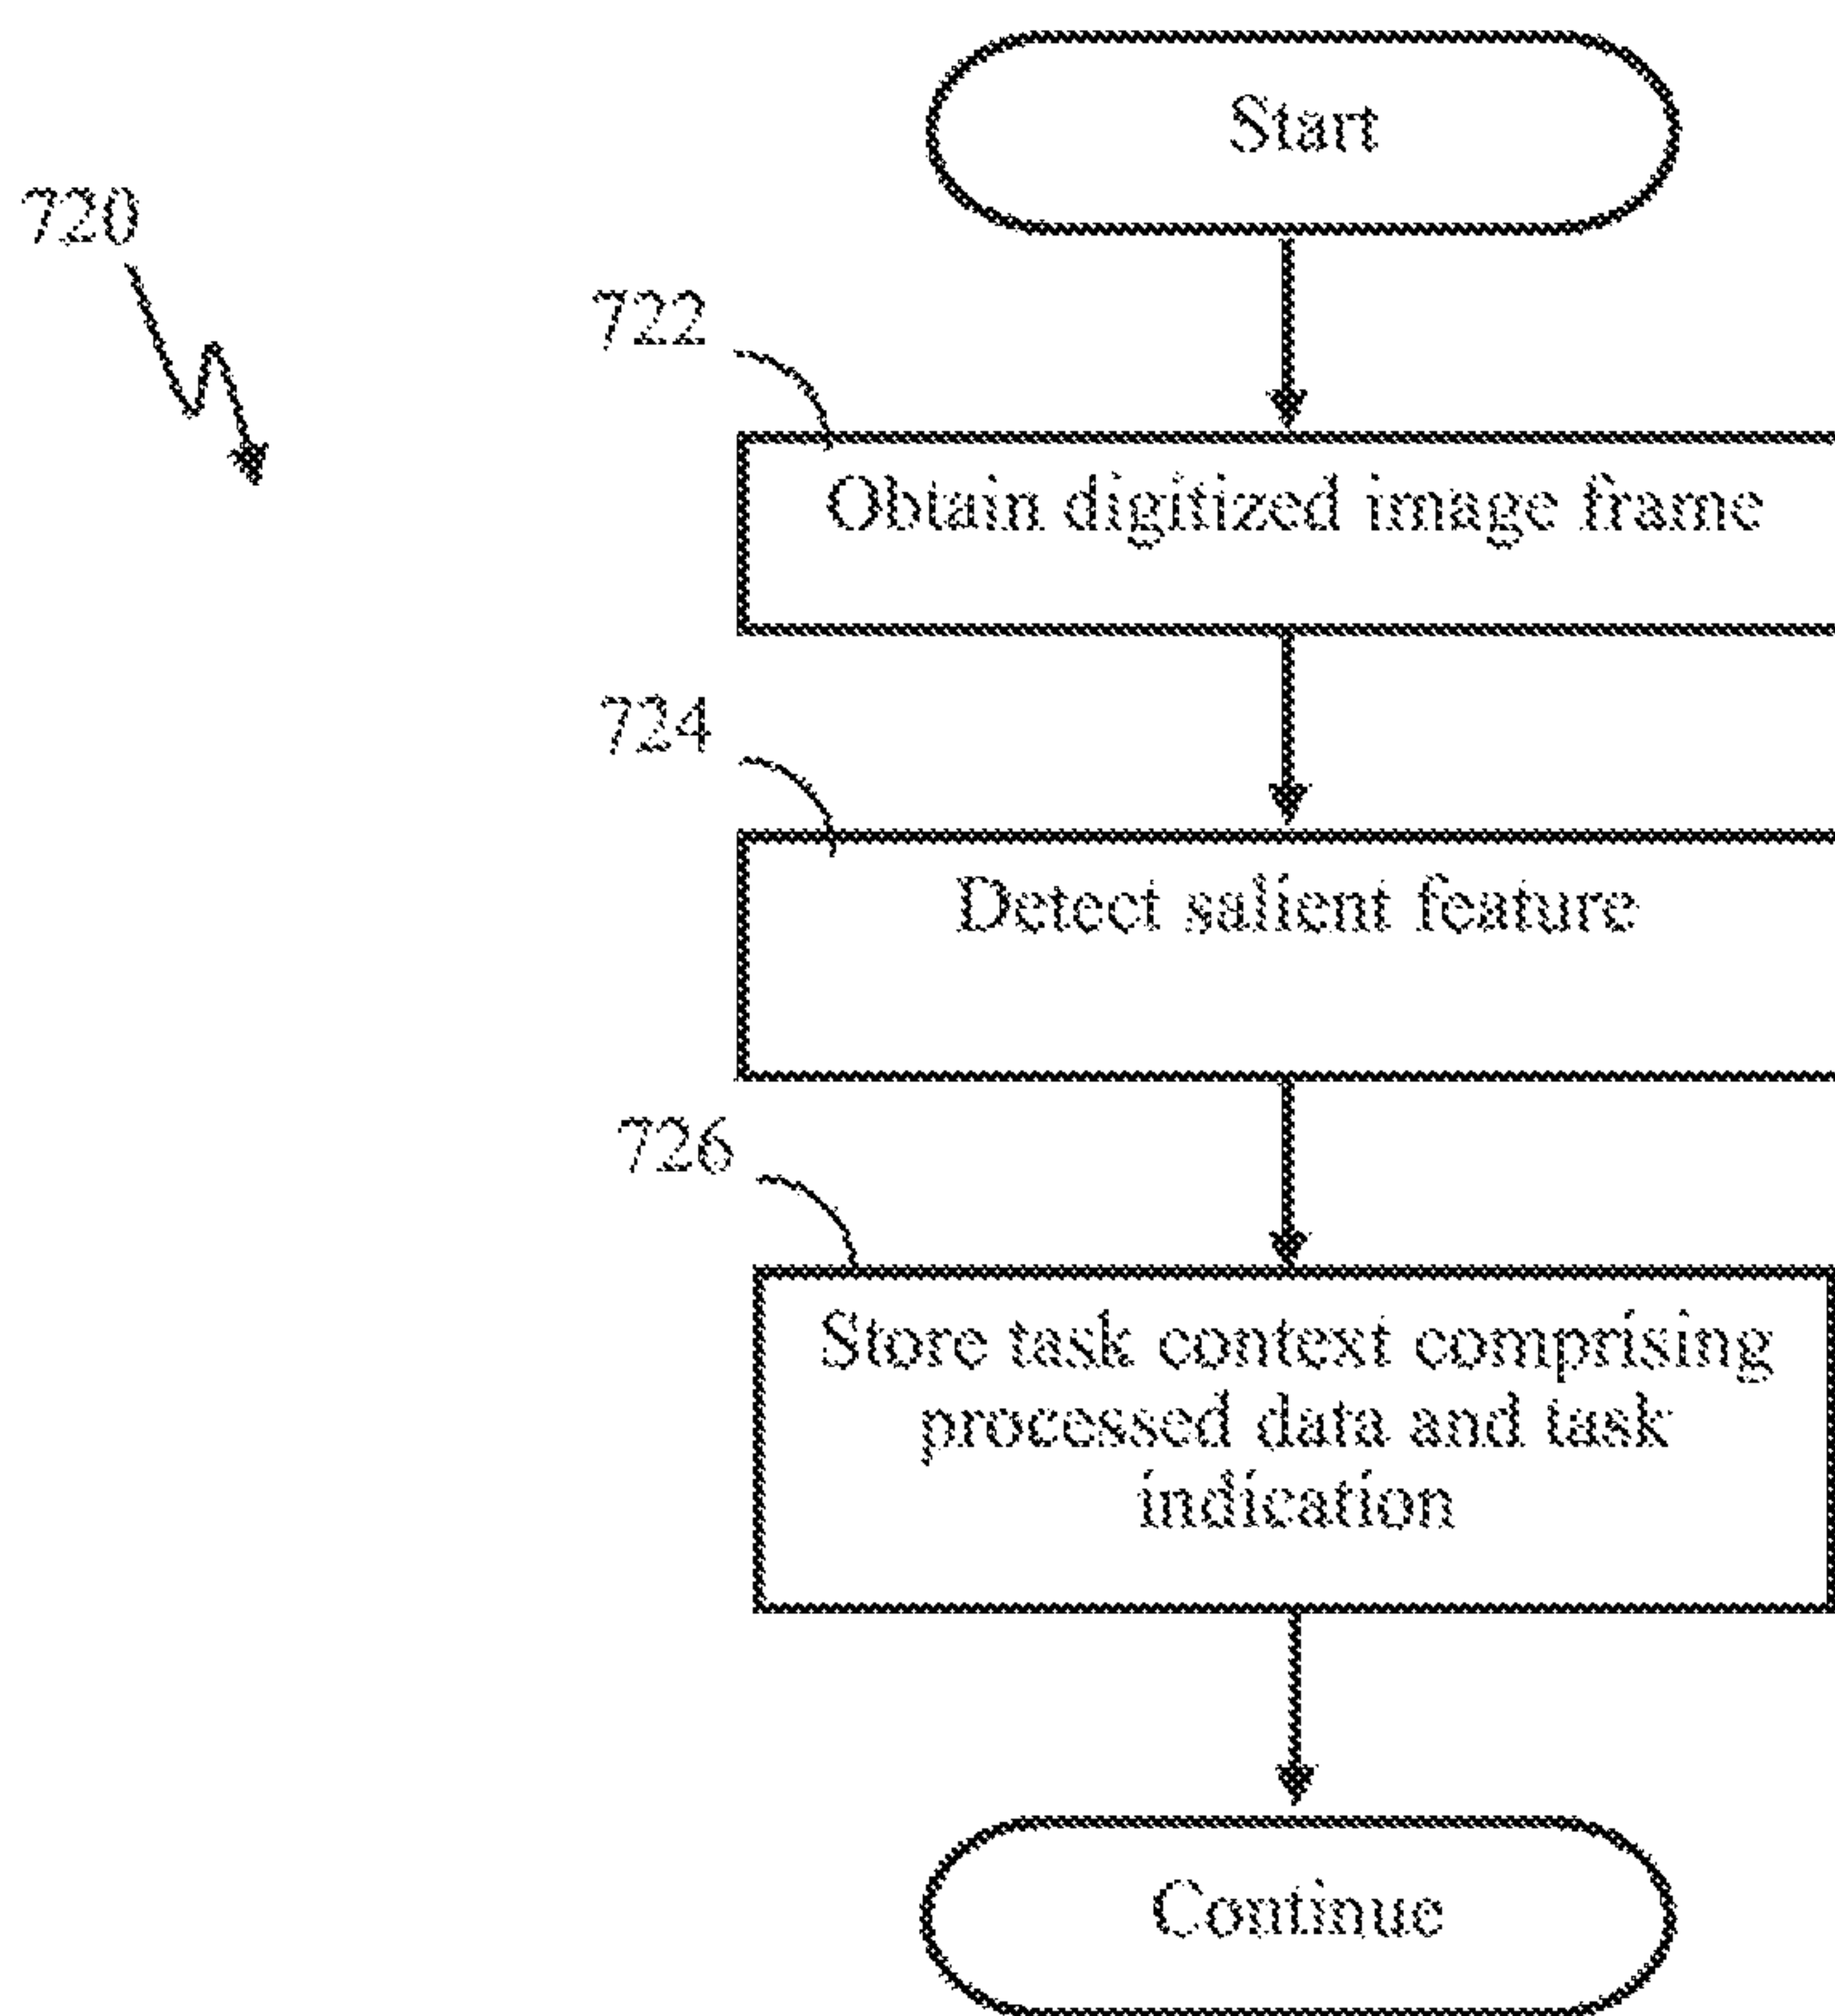 Start
720
722
Obtain digitized image frame
724
Detect salient feature
726
Store task context comprising
processed data and task
indication
Continue